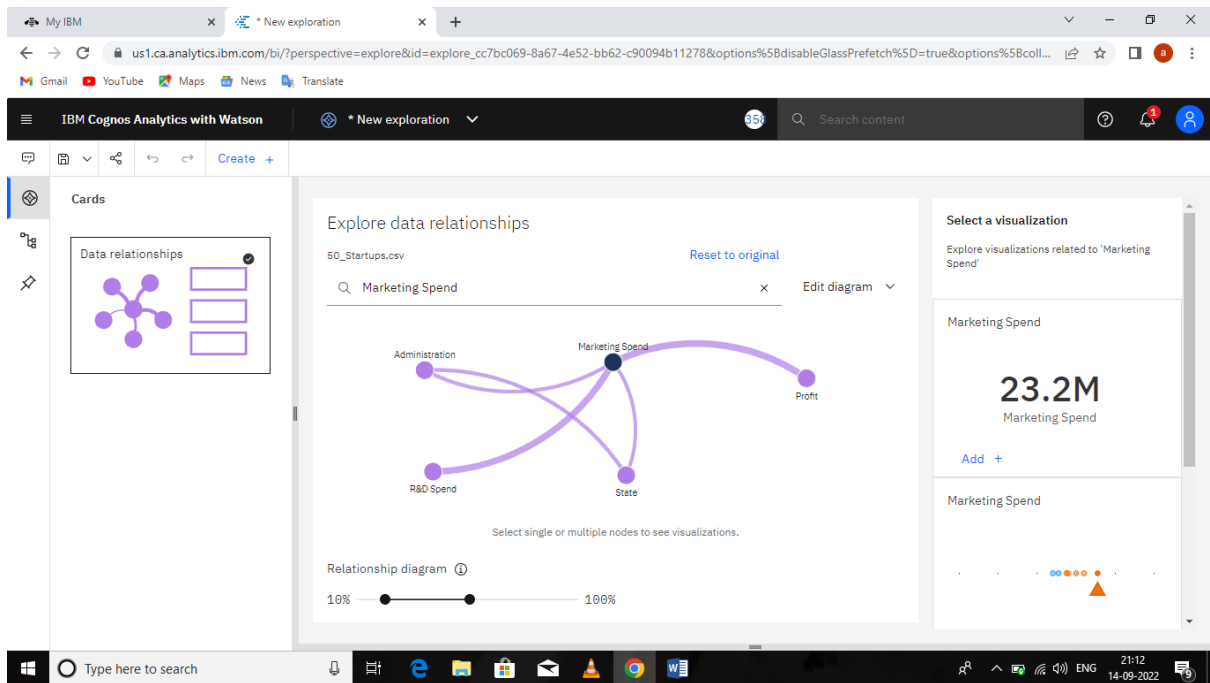 My IBM
* New exploration
us1.ca.analytics.ibm.com/bi/?perspective=explore&id=explore_cc7bc069-8a67-4e52-bb62-c90094b11278&options%5BdisableGlassPrefetch%5D=true&options%5Bcoll...
a
Gmail YouTube Maps News Translate
IBM Cognos Analytics with Watson
* New exploration
358
Search content
1
Create +
Cards
Data relationships
Explore data relationships
50_Startups.csv
Reset to original
Marketing Spend
Edit diagram
Administration
Marketing Spend
Profit
R&D Spend
State
Select single or multiple nodes to see visualizations.
Relationship diagram
10%
100%
Select a visualization
Explore visualizations related to 'Marketing
Spend'
Marketing Spend
23.2M
Marketing Spend
Add +
Marketing Spend
Type here to search
ENG
21:12
14-09-2022
9